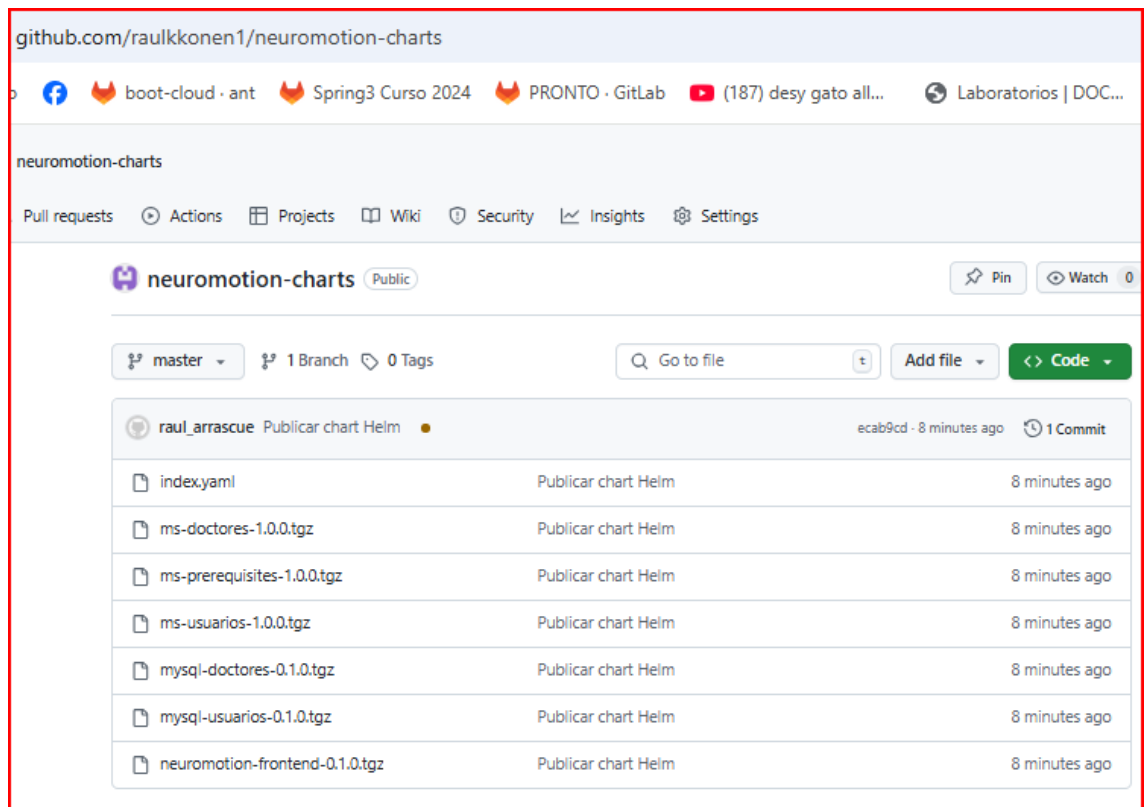 github.com/raulkkonen1/neuromotion-charts
boot-cloud · ant Spring3 Curso 2024 PRONTO · GitLab (187) desy gato all... Laboratorios | DOC...
neuromotion-charts
Pull requests Actions Projects Wiki Security Insights Settings
neuromotion-charts Public Pin Watch 0
master 1 Branch 0 Tags Go to file t Add file Code
raul_arrascue Publicar chart Helm ecab9cd · 8 minutes ago 1 Commit
index.yaml Publicar chart Helm 8 minutes ago
ms-doctores-1.0.0.tgz Publicar chart Helm 8 minutes ago
ms-prerequisites-1.0.0.tgz Publicar chart Helm 8 minutes ago
ms-usuarios-1.0.0.tgz Publicar chart Helm 8 minutes ago
mysql-doctores-0.1.0.tgz Publicar chart Helm 8 minutes ago
mysql-usuarios-0.1.0.tgz Publicar chart Helm 8 minutes ago
neuromotion-frontend-0.1.0.tgz Publicar chart Helm 8 minutes ago